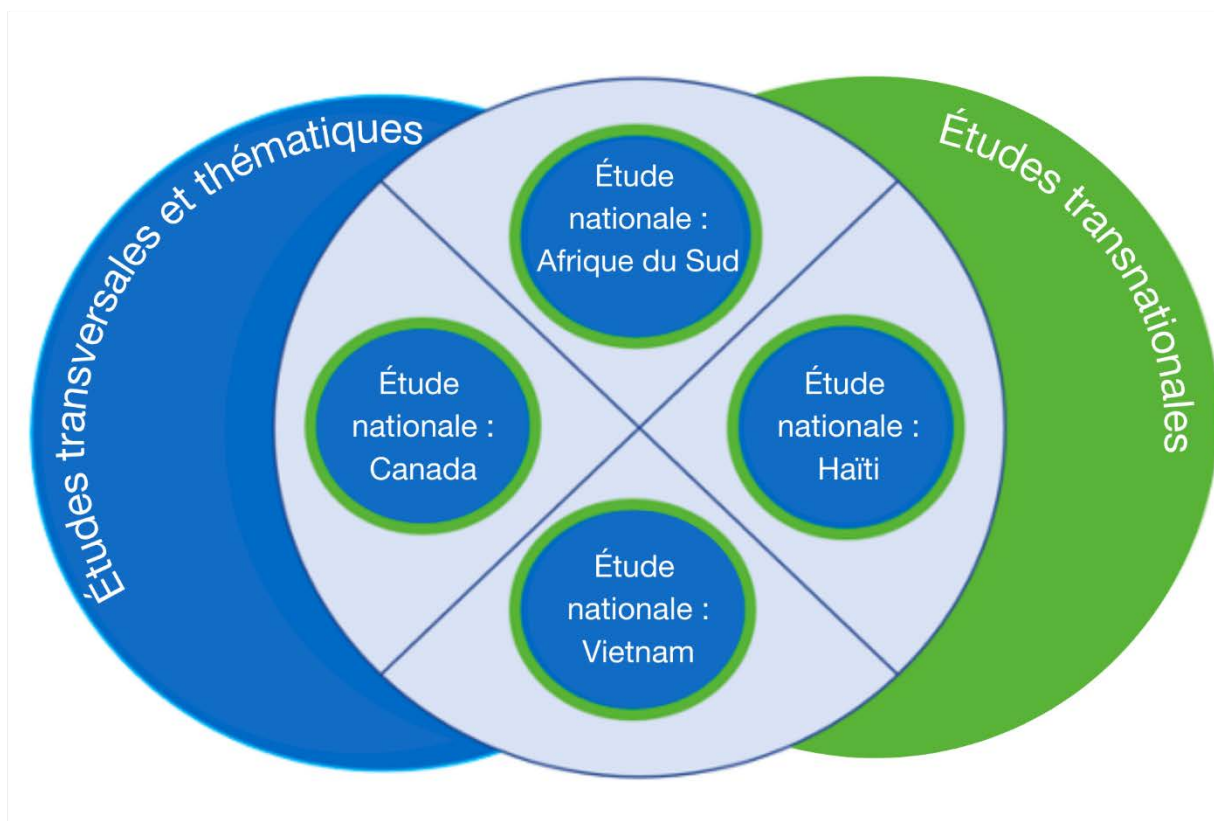 Études transversales et thématiques
Études transnationales
Étude
nationale :
Afrique du Sud
Étude
nationale :
Canada
Étude
nationale :
Haïti
Étude
nationale :
Vietnam